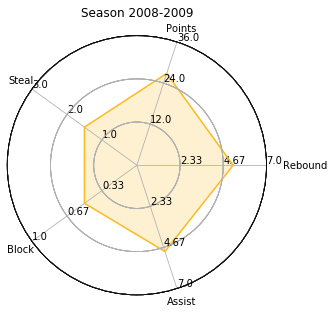 Season 2008-2009
Points
36.0
Steal
3.0
24.0
2.0
12.0
1.0
2.33
4.67
7.0
Rebound
0.33
2.33
0.67
4.67
1.0
Block
7.0
Assist